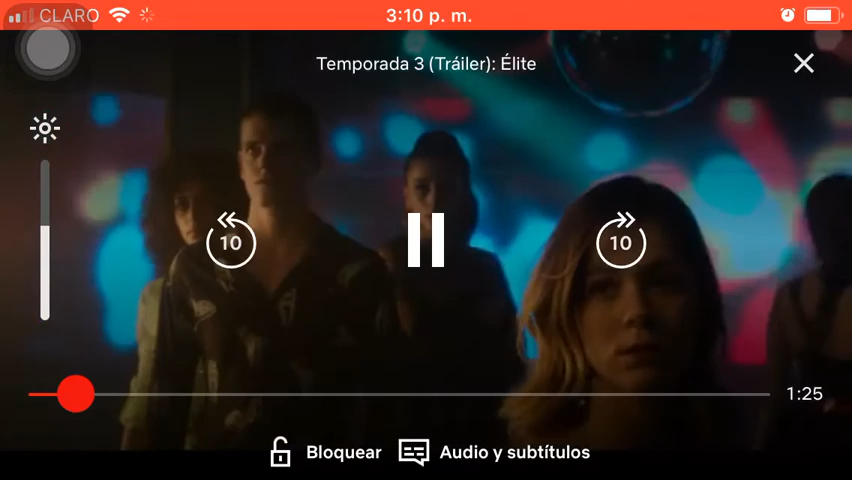 CLARO
3:10 p. m.
Temporada 3 (Tráiler): Élite
10
10
1:25
Bloquear
Audio y subtítulos